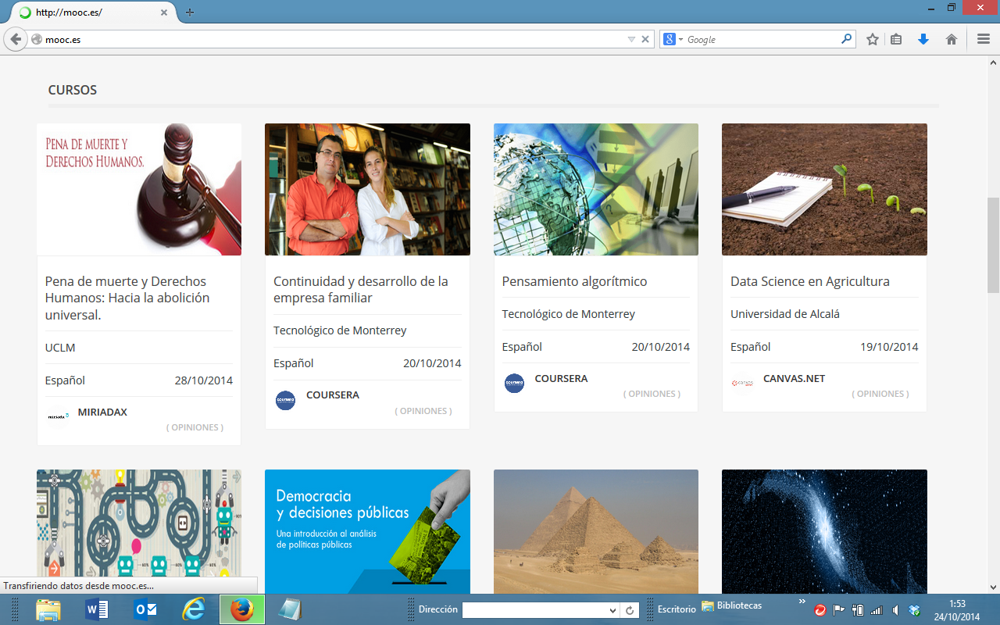 http://mooc.es/
mooc.es
Google
CURSOS
PENA DE MUERTE Y
DERECHOS HUMANOS.
Pena de muerte y Derechos
Humanos: Hacia la abolición
universal.
UCLM
Español 28/10/2014
miriada
MIRIADAX
( OPINIONES )
Continuidad y desarrollo de la
empresa familiar
Tecnológico de Monterrey
Español 20/10/2014
coursera
COURSERA
( OPINIONES )
Pensamiento algorítmico
Tecnológico de Monterrey
Español 20/10/2014
coursera
COURSERA
( OPINIONES )
Data Science en Agricultura
Universidad de Alcalá
Español 19/10/2014
canvas
CANVAS.NET
( OPINIONES )
Democracia
y decisiones públicas
Una introducción al análisis
de políticas públicas
Transfiriendo datos desde mooc.es...
Dirección
Escritorio
Bibliotecas
1:53
24/10/2014